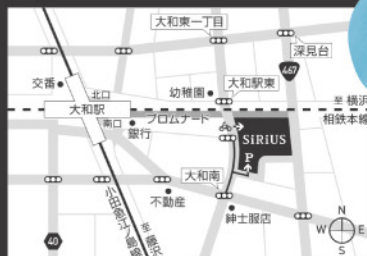 大和東一丁目
深見台
467
交番
北口
幼稚園
大和駅東
至 横浜
大和駅
プロムナード
相鉄本線
南口
銀行
SiRiUS
P
大和南
不動産
紳士服店
小田急江ノ島線
至 藤沢
40
N
W
E
S